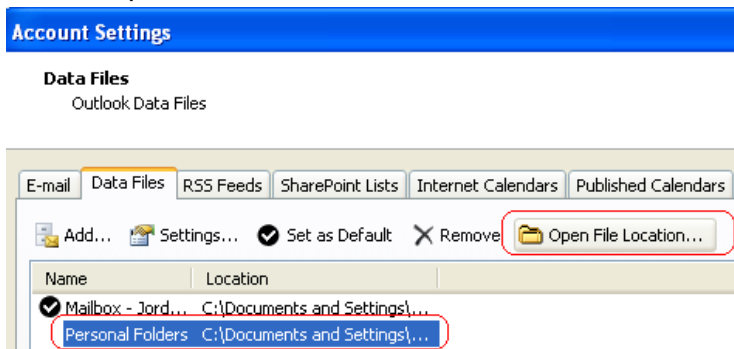 Account Settings
Data Files
Outlook Data Files
E-mail Data Files RSS Feeds SharePoint Lists Internet Calendars Published Calendars
Add... Settings... Set as Default Remove Open File Location...
Name Location
Mailbox - Jord... C:\Documents and Settings\...
Personal Folders C:\Documents and Settings\...